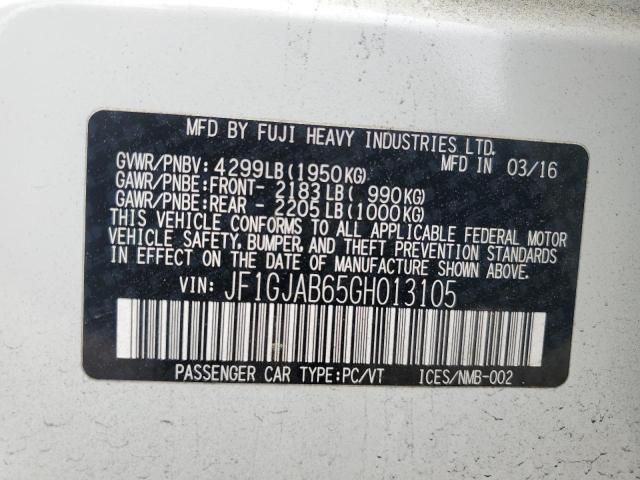 MFD BY FUJI HEAVY INDUSTRIES LTD.
MFD IN 03/16
GVWR/PNBV: 4299LB(1950KG)
GAWR/PNBE:FRONT- 2183LB( 990KG)
GAWR/PNBE:REAR - 2205LB(1000KG)
THIS VEHICLE CONFORMS TO ALL APPLICABLE FEDERAL MOTOR
VEHICLE SAFETY, BUMPER, AND THEFT PREVENTION STANDARDS
IN EFFECT ON THE DATE OF MANUFACTURE SHOWN ABOVE.
VIN: JF1GJAB65GH013105
PASSENGER CAR TYPE:PC/VT ICES/NMB-002